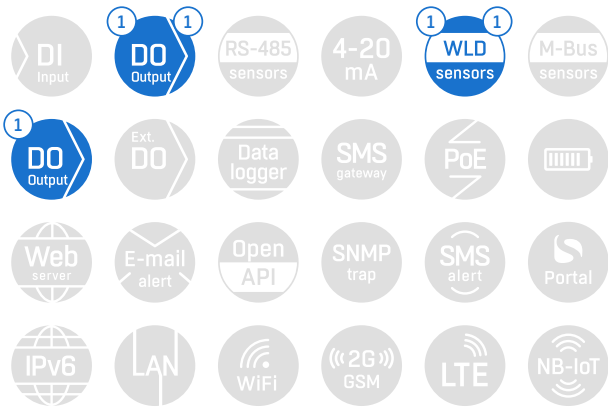 1 1 1 1
DI DO RS-485 4-20 WLD M-Bus
Input Output sensors mA sensors sensors
1
DO Ext. DO Data logger SMS gateway PoE
Output
Web server E-mail alert Open API SNMP trap SMS alert Portal
IPv6 LAN WiFi 2G GSM LTE NB-IoT